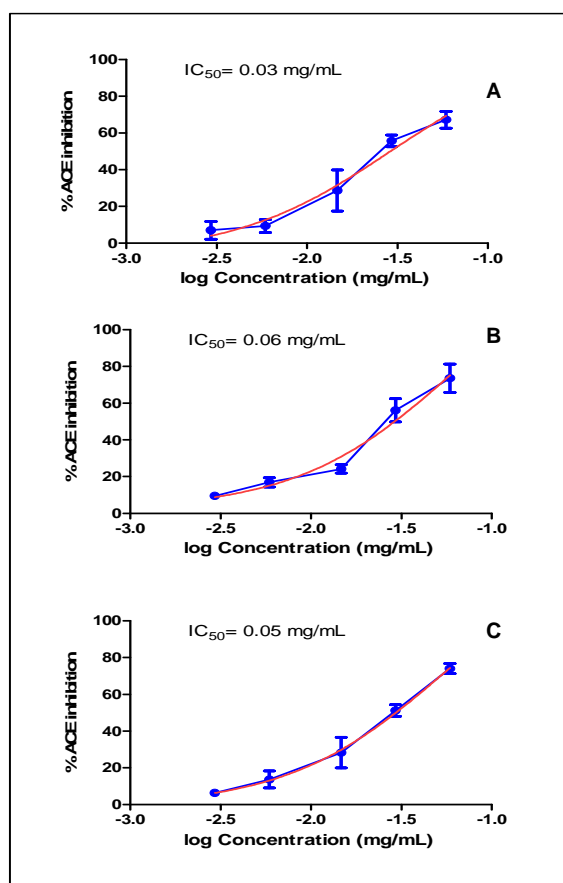 100
IC50= 0.03 mg/mL
A
80
60
40
20
0
%ACE inhibition
-3.0 -2.5 -2.0 -1.5 -1.0
log Concentration (mg/mL)
100
IC50= 0.06 mg/mL
B
80
60
40
20
0
%ACE inhibition
-3.0 -2.5 -2.0 -1.5 -1.0
log Concentration (mg/mL)
100
IC50= 0.05 mg/mL
C
80
60
40
20
0
%ACE inhibition
-3.0 -2.5 -2.0 -1.5 -1.0
log Concentration (mg/mL)